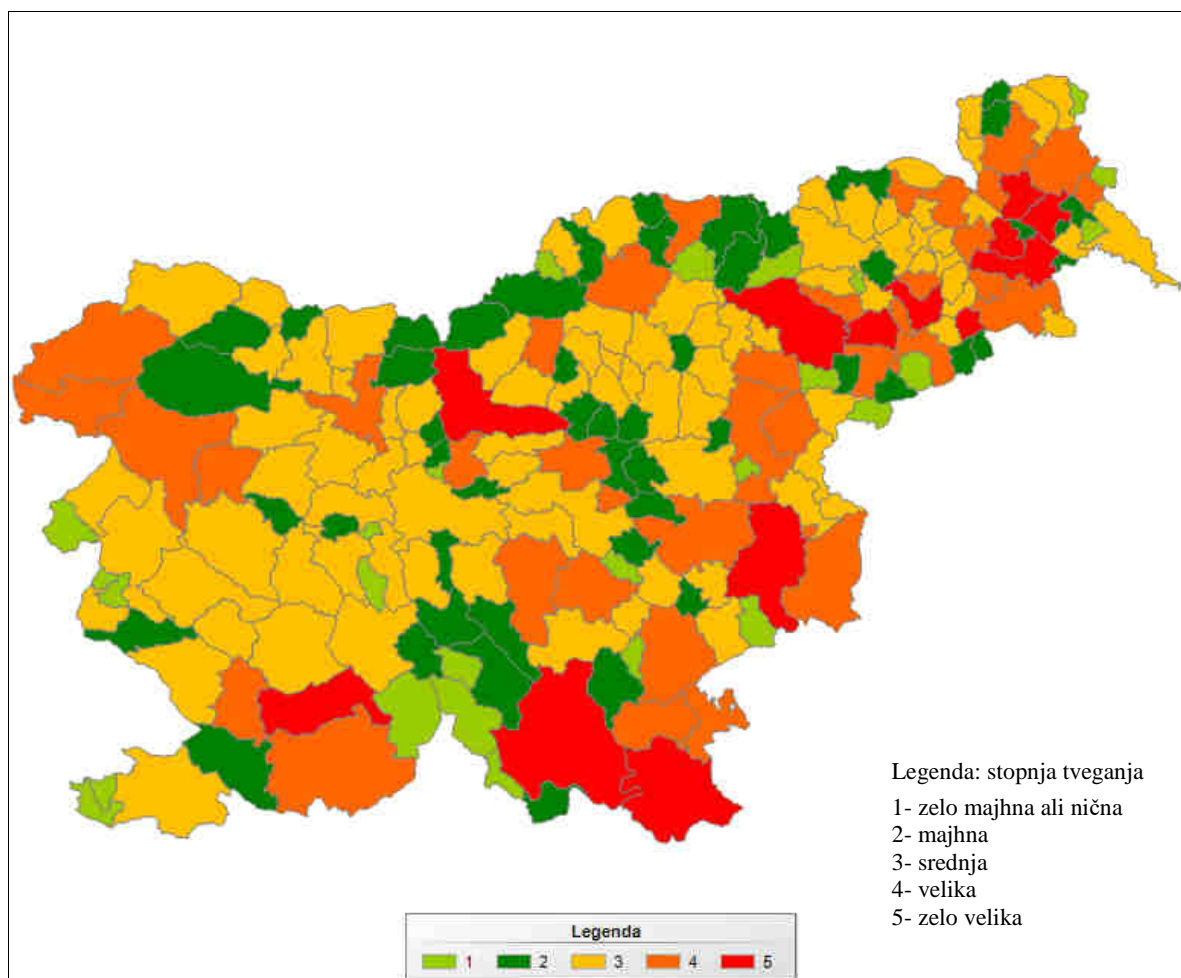 Legenda: stopnja tveganja
1- zelo majhna ali nična
2- majhna
3- srednja
4- velika
5- zelo velika
Legenda
1 2 3 4 5